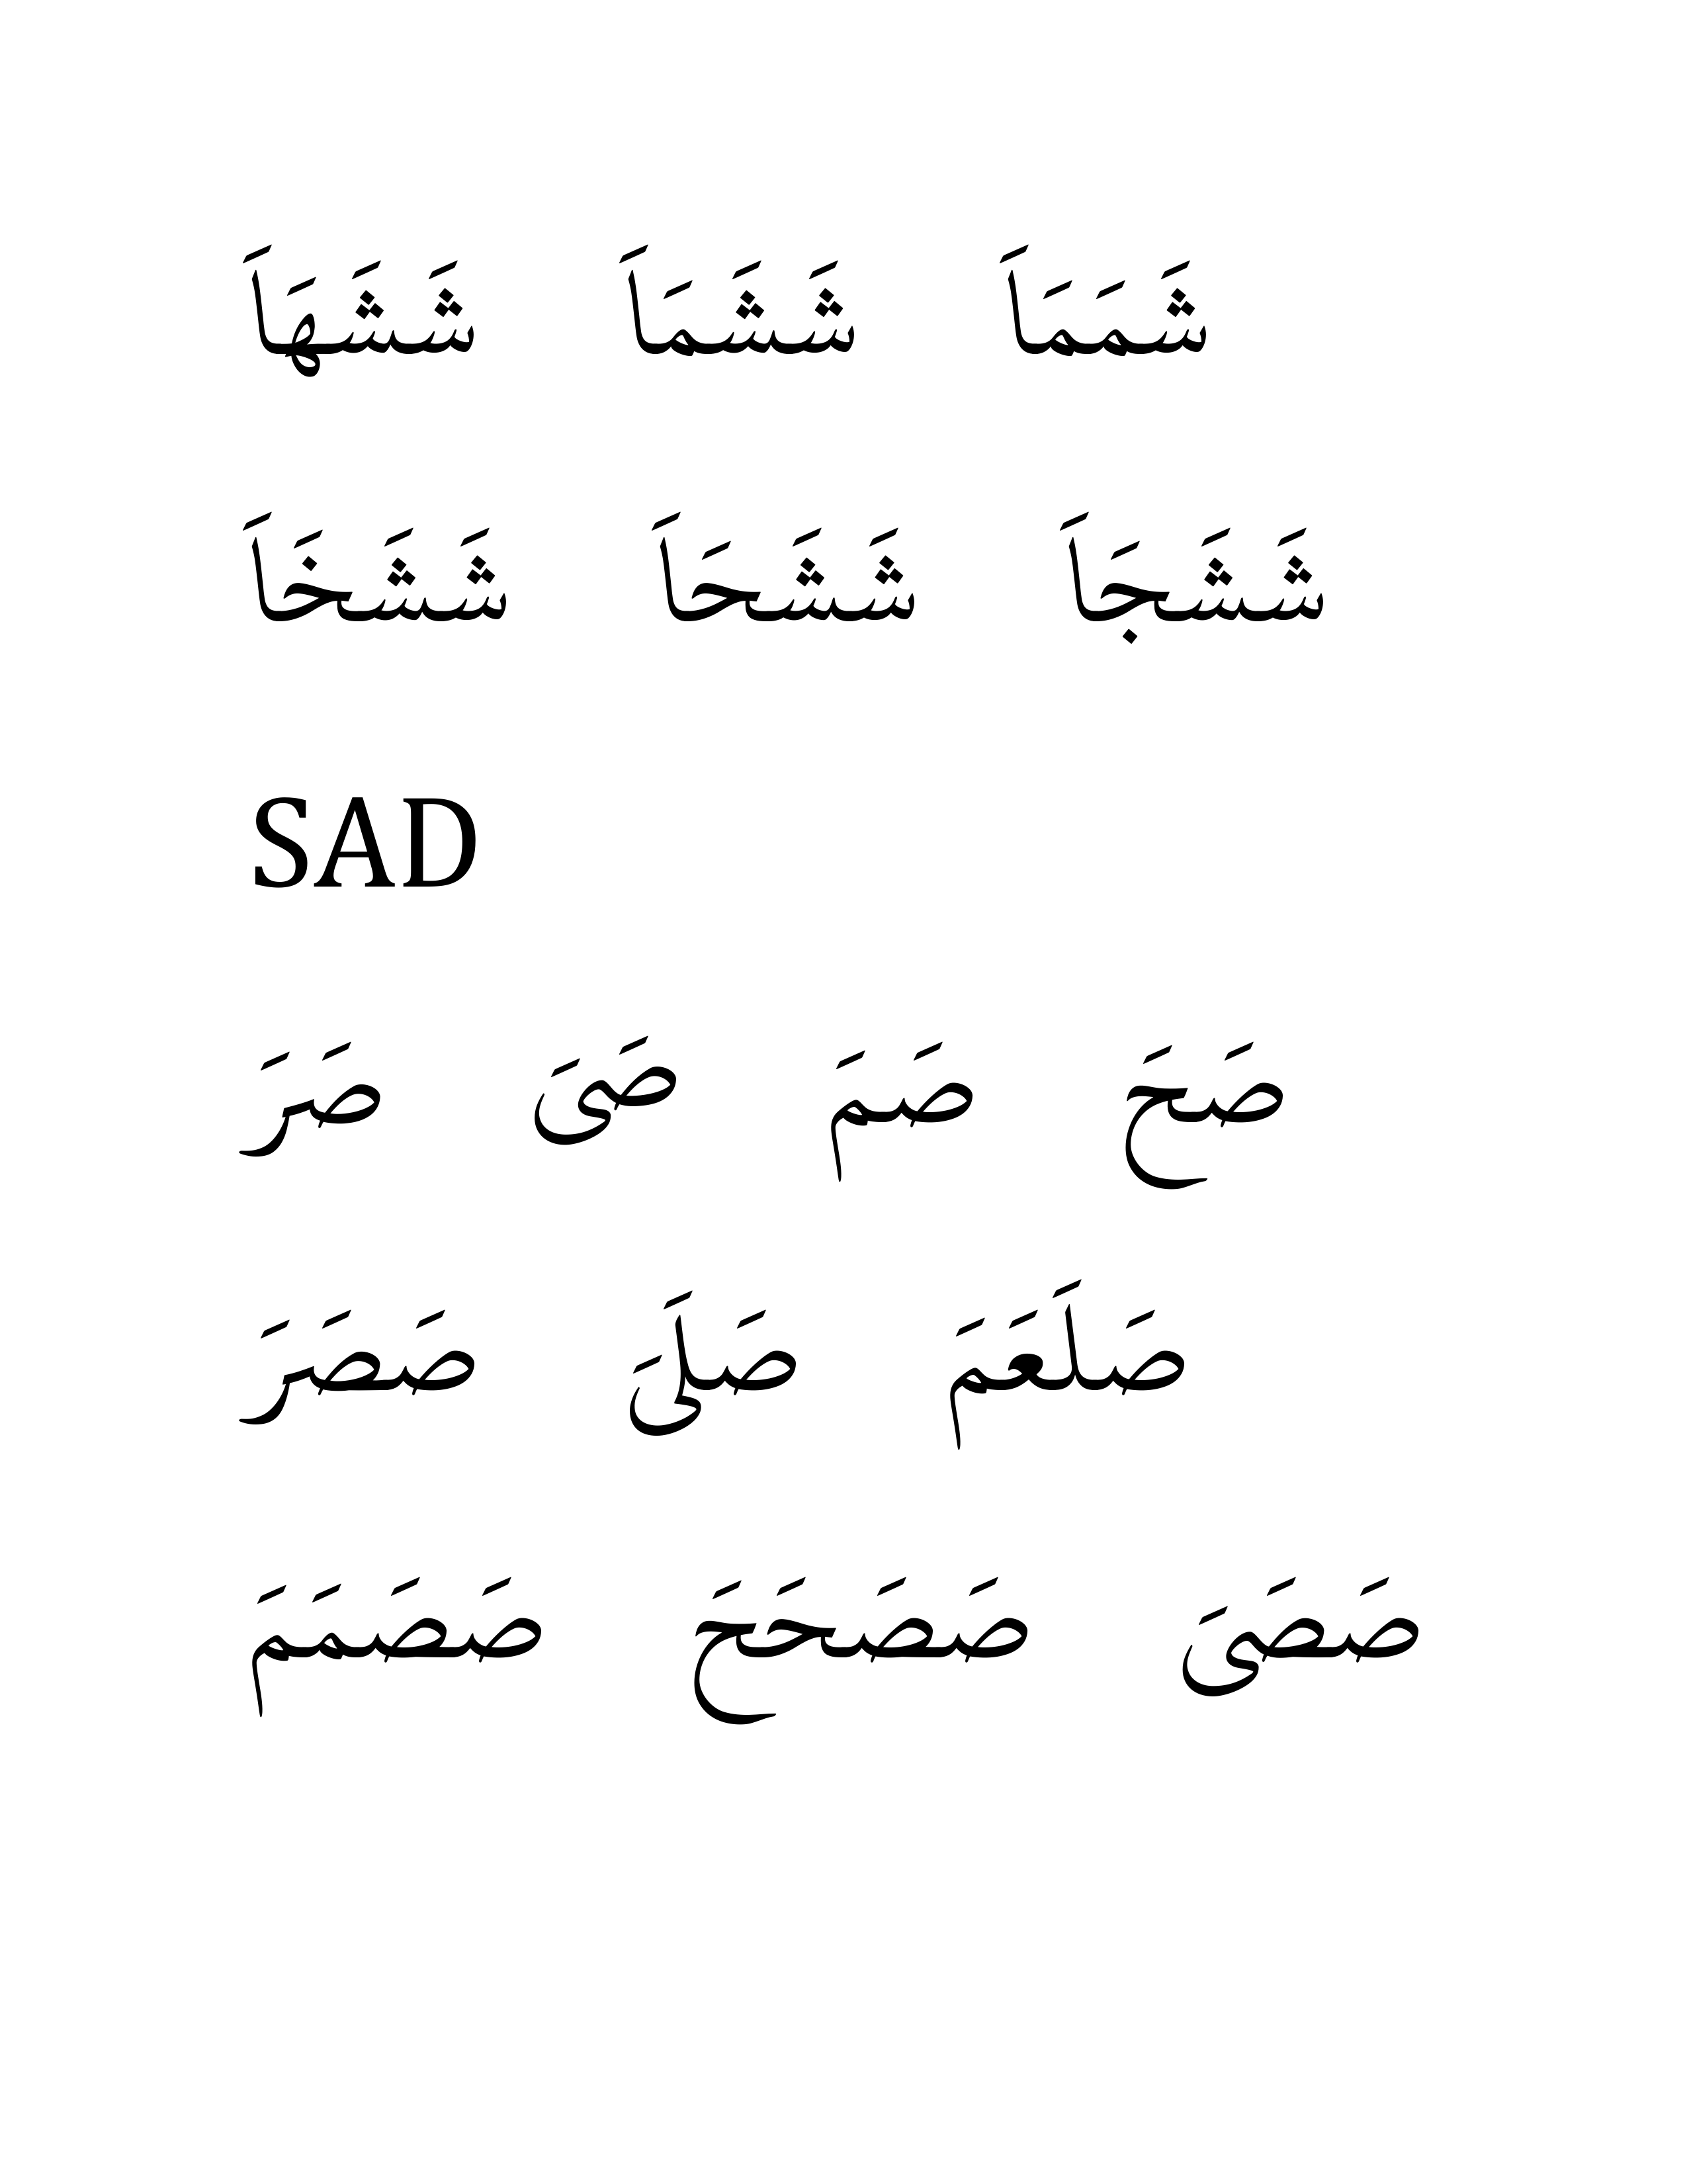 شَمَمَاَ شَشَمَاَ شَشَهَاَ
شَشَجَاَ شَشَحَاَ شَشَخَاَ
SAD
صَحَ صَمَ صَىَ صَرَ
صَلَعَمَ صَلَىَ صَصَرَ
صَصَىَ صَصَحَحَ صَصَمَمَ